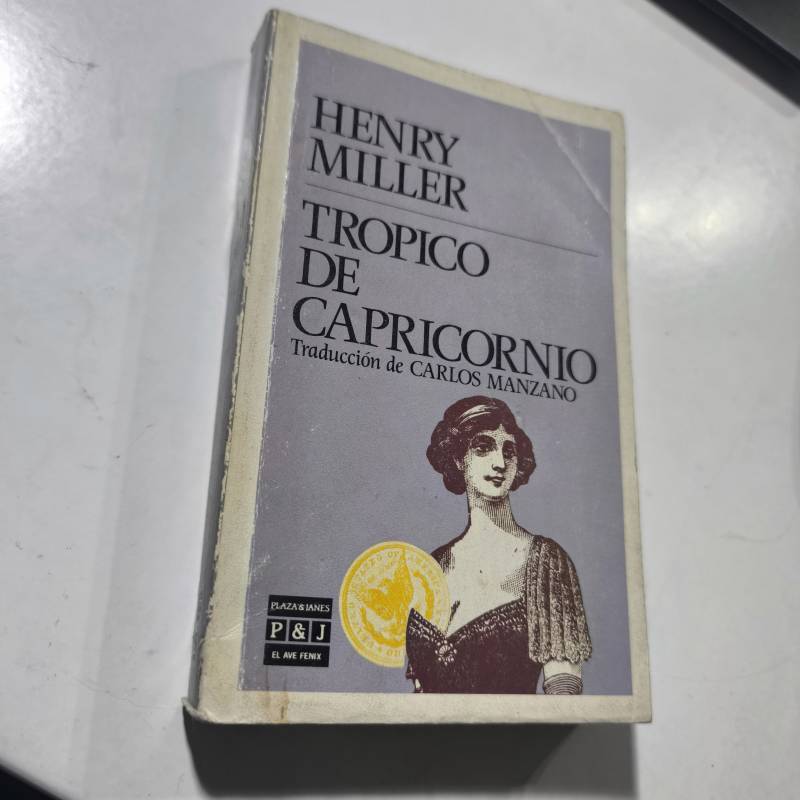 HENRY
MILLER
TROPICO
DE
CAPRICORNIO
Traducción de CARLOS MANZANO
PLAZA & JANES
P & J
EL AVE FENIX